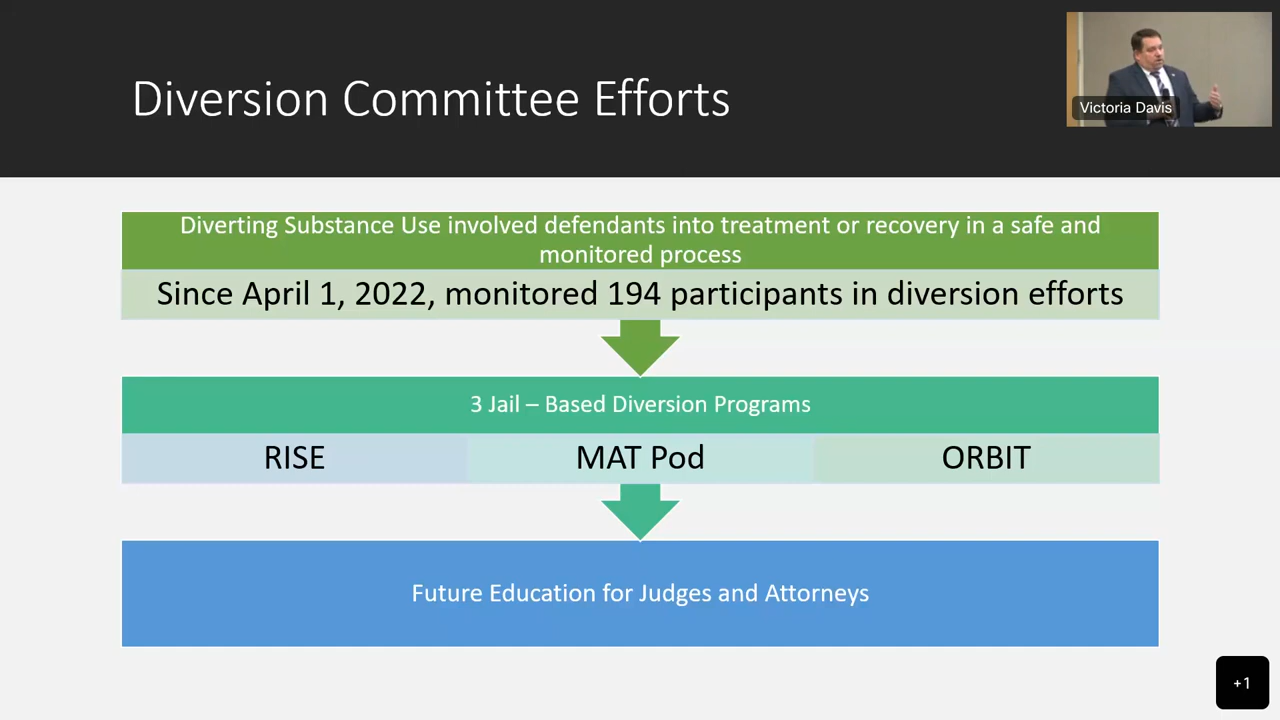 Diversion Committee Efforts
Victoria Davis
Diverting Substance Use involved defendants into treatment or recovery in a safe and
monitored process
Since April 1, 2022, monitored 194 participants in diversion efforts
3 Jail – Based Diversion Programs
RISE
MAT Pod
ORBIT
Future Education for Judges and Attorneys
+1